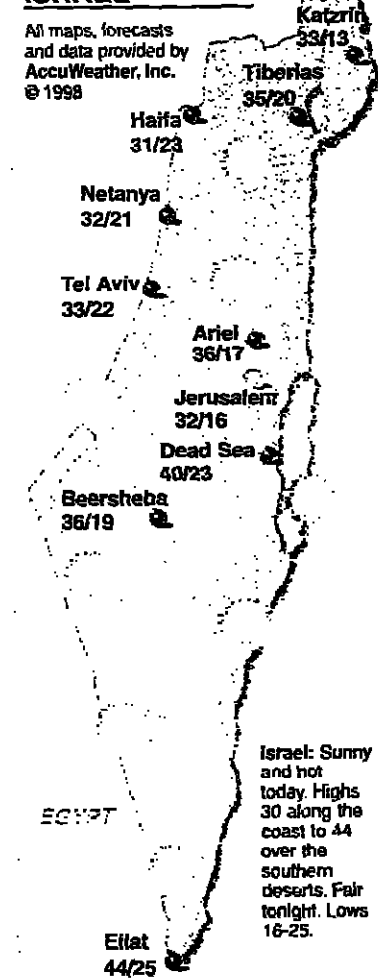 ISRAEL
All maps, forecasts
and data provided by
AccuWeather, Inc.
© 1998
Katzrin
33/13
Tiberias
35/20
Haifa
31/23
Netanya
32/21
Tel Aviv
33/22
Ariel
36/17
Jerusalem
32/16
Dead Sea
40/23
Beersheba
36/19
EGYPT
Israel: Sunny
and hot
today. Highs
30 along the
coast to 44
over the
southern
deserts. Fair
tonight. Lows
16-25.
Eilat
44/25